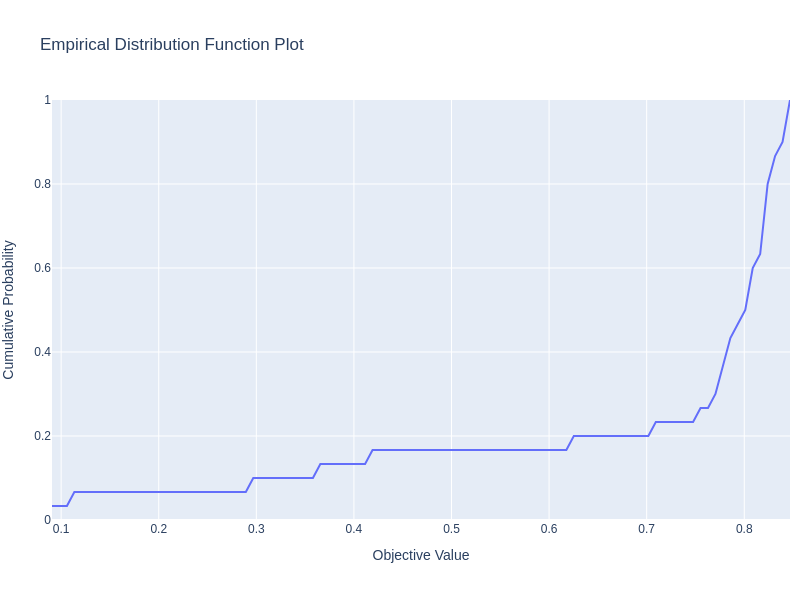 Empirical Distribution Function Plot
1
0.8
0.6
0.4
0.2
0
Cumulative Probability
0.1 0.2 0.3 0.4 0.5 0.6 0.7 0.8
Objective Value